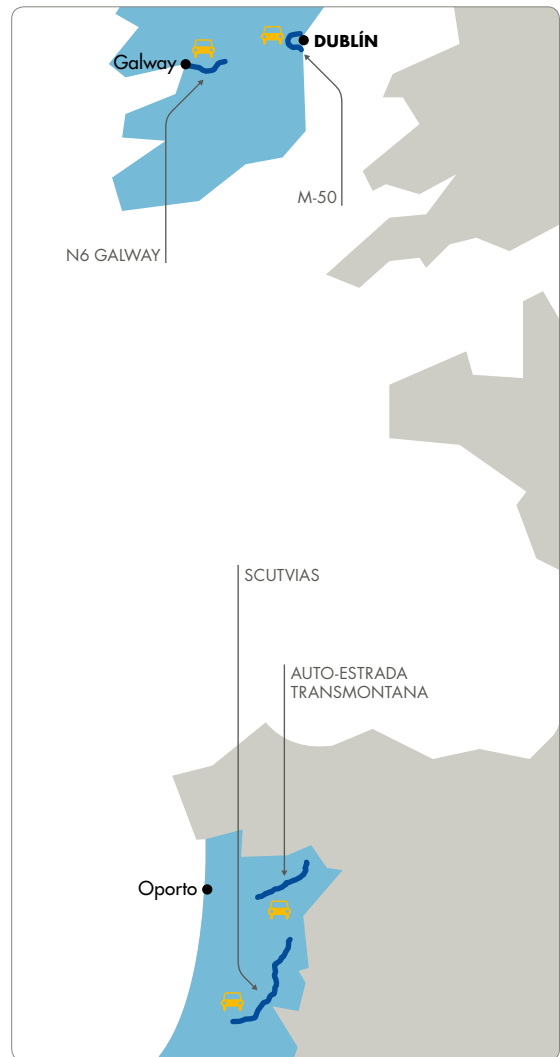 DUBLÍN
Galway
M-50
N6 GALWAY
SCUTVIAS
AUTO-ESTRADA
TRANSMONTANA
Oporto